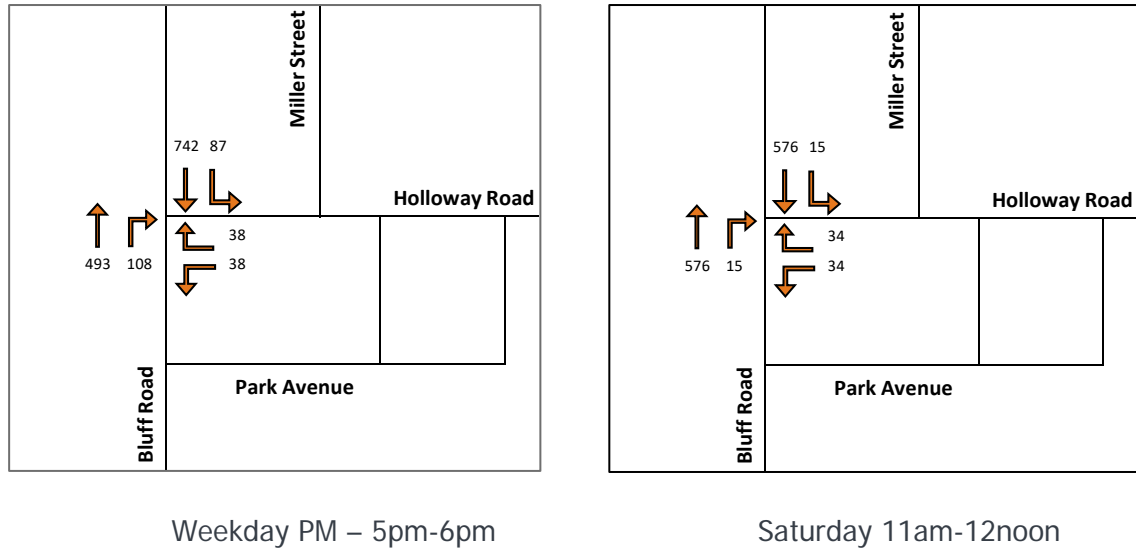 Miller Street
742 87
Holloway Road
38
493 108
38
Park Avenue
Bluff Road
Weekday PM – 5pm-6pm
Miller Street
576 15
Holloway Road
34
576 15
34
Park Avenue
Bluff Road
Saturday 11am-12noon